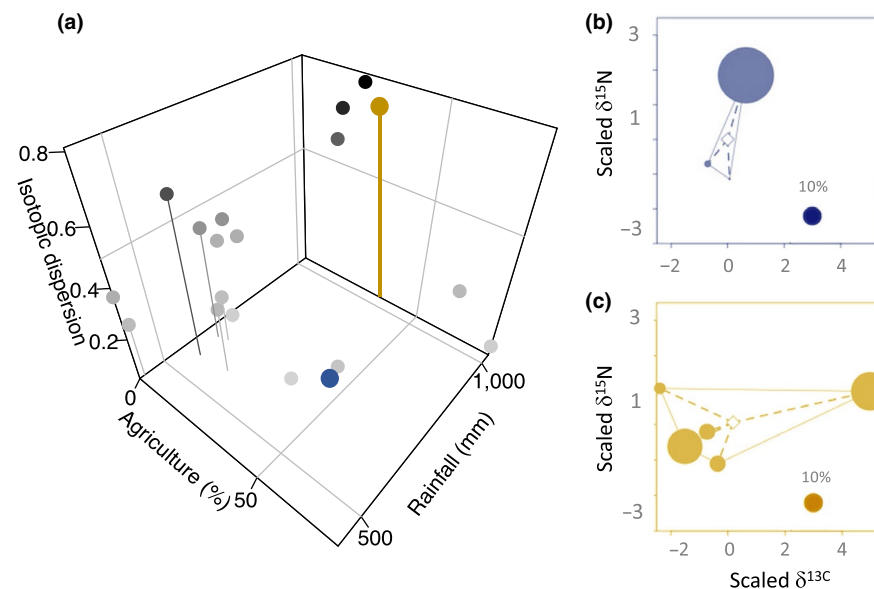 (a)
0.8
0.6
0.4
0.2
Isotopic dispersion
0
50
Agriculture (%)
500
1,000
Rainfall (mm)
(b)
3
1
−3
Scaled δ15N
10%
−2
0
2
4
(c)
3
1
−3
Scaled δ15N
10%
−2
0
2
4
Scaled δ13C